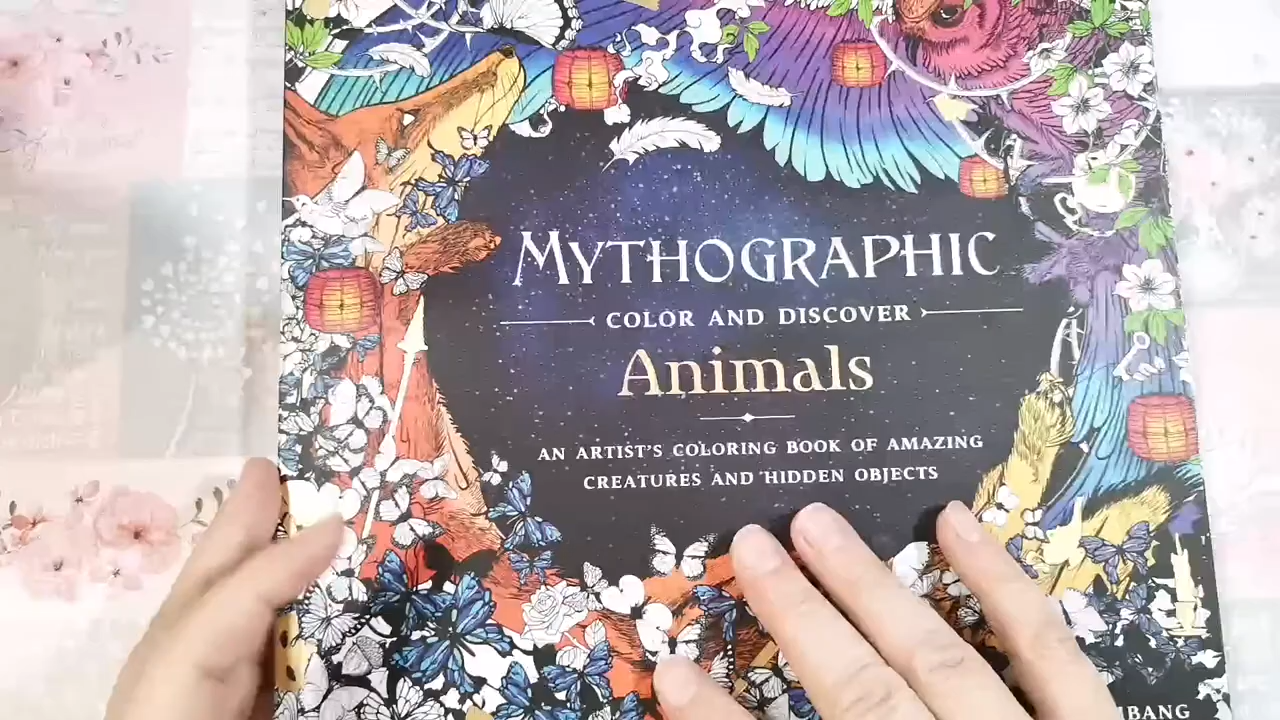 MYTHOGRAPHIC
COLOR AND DISCOVER
Animals
AN ARTIST'S COLORING BOOK OF AMAZING
CREATURES AND HIDDEN OBJECTS